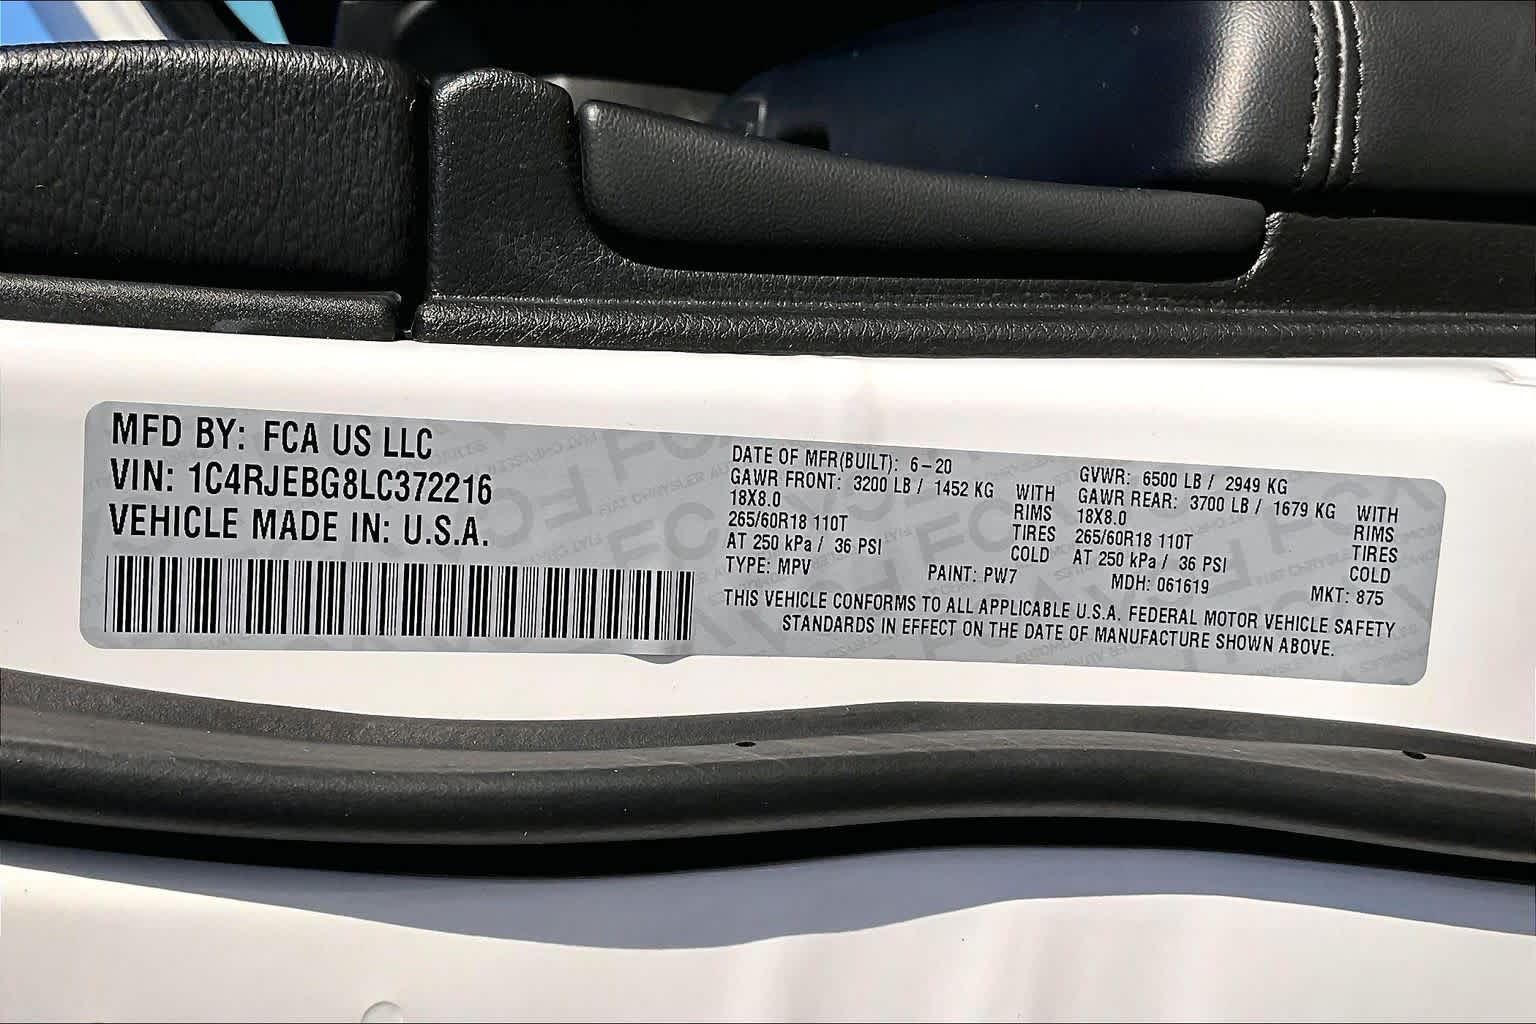 MFD BY: FCA US LLC
VIN: 1C4RJEBG8LC372216
VEHICLE MADE IN: U.S.A.
DATE OF MFR(BUILT): 6-20
GAWR FRONT: 3200 LB / 1452 KG WITH
18X8.0 RIMS
265/60R18 110T TIRES
AT 250 kPa / 36 PSI COLD
TYPE: MPV PAINT: PW7
GVWR: 6500 LB / 2949 KG
GAWR REAR: 3700 LB / 1679 KG WITH
18X8.0 RIMS
265/60R18 110T TIRES
AT 250 kPa / 36 PSI COLD
MDH: 061619 MKT: 875
THIS VEHICLE CONFORMS TO ALL APPLICABLE U.S.A. FEDERAL MOTOR VEHICLE SAFETY
STANDARDS IN EFFECT ON THE DATE OF MANUFACTURE SHOWN ABOVE.